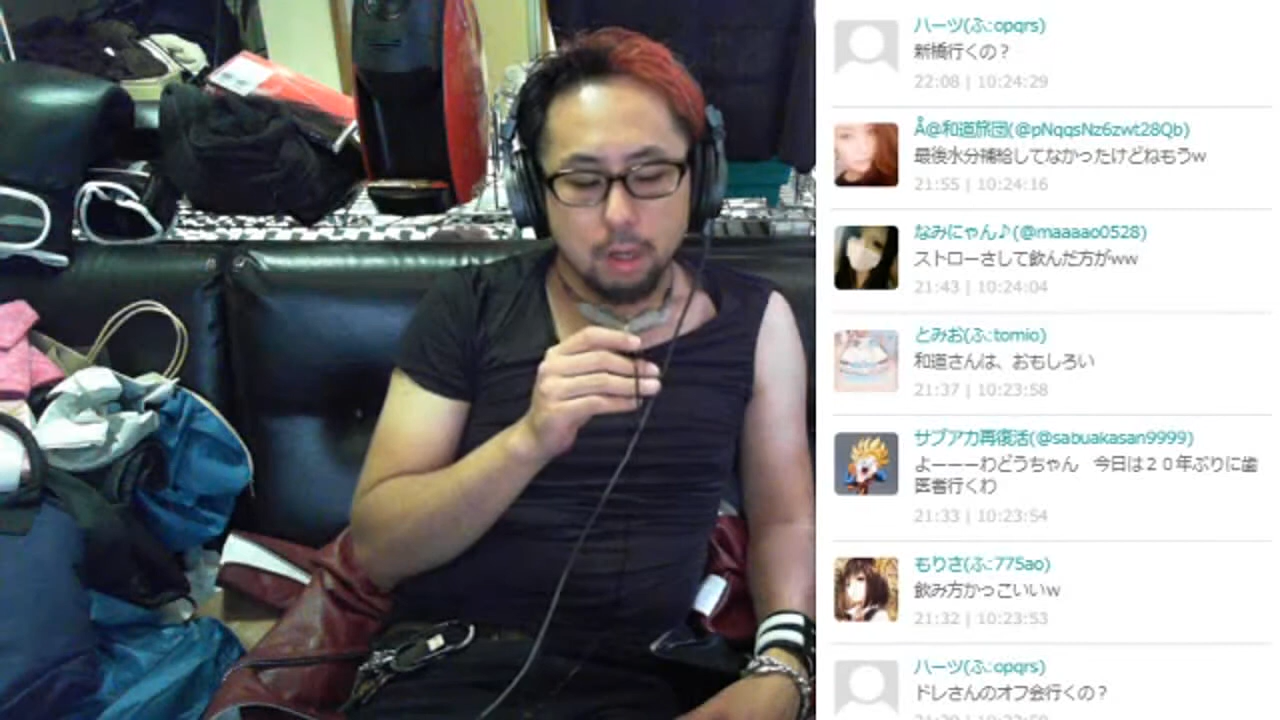 ハーツ(ふ:opqrs)
新橋行くの？
22:08 | 10:24:29
Å@和道旅団(@pNqqsNz6zwt28Qb)
最後水分補給してなかったけどねもうw
21:55 | 10:24:16
なみにゃん♪(@maaaao0528)
ストローさして飲んだ方がww
21:43 | 10:24:04
とみお(ふ:tomio)
和道さんは、おもしろい
21:37 | 10:23:58
サブアカ再復活(@sabuakasan9999)
よーーーわどうちゃん　今日は２０年ぶりに歯
医者行くわ
21:33 | 10:23:54
もりさ(ふ:775ao)
飲み方かっこいいw
21:32 | 10:23:53
ハーツ(ふ:opqrs)
ドレさんのオフ会行くの？